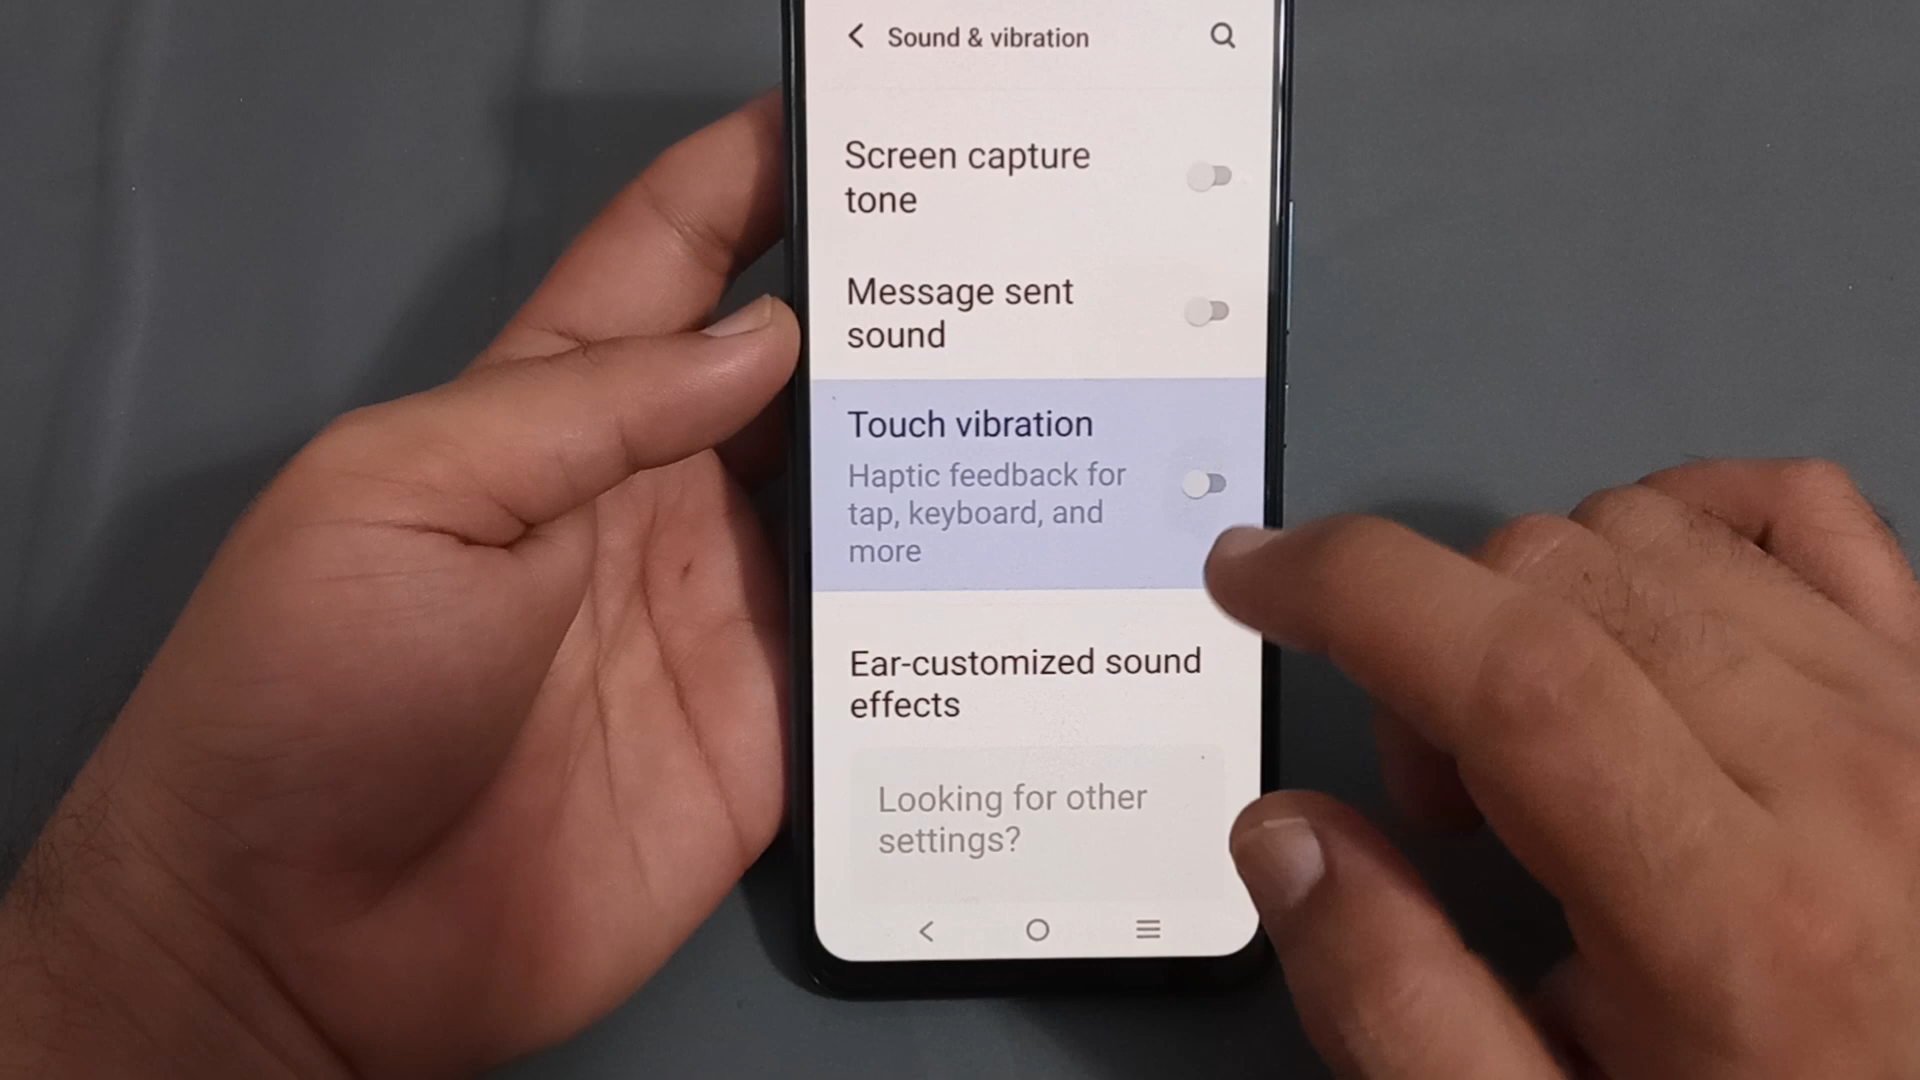 Sound & vibration
Screen capture
tone
Message sent
sound
Touch vibration
Haptic feedback for
tap, keyboard, and
more
Ear-customized sound
effects
Looking for other
settings?